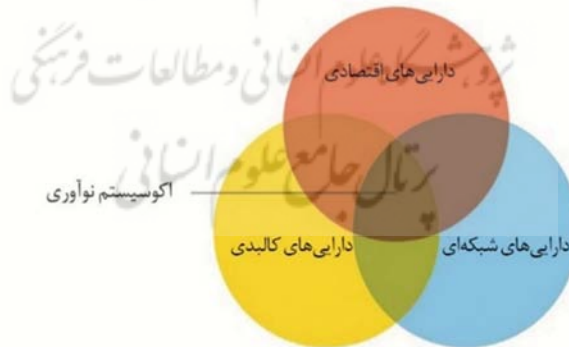 پژوهشگاه علوم انسانی و مطالعات فرهنگی
دارایی‌های اقتصادی
پرتال جامع علوم انسانی
اکوسیستم نوآوری
دارایی‌های شبکه‌ای
دارایی‌های کالبدی